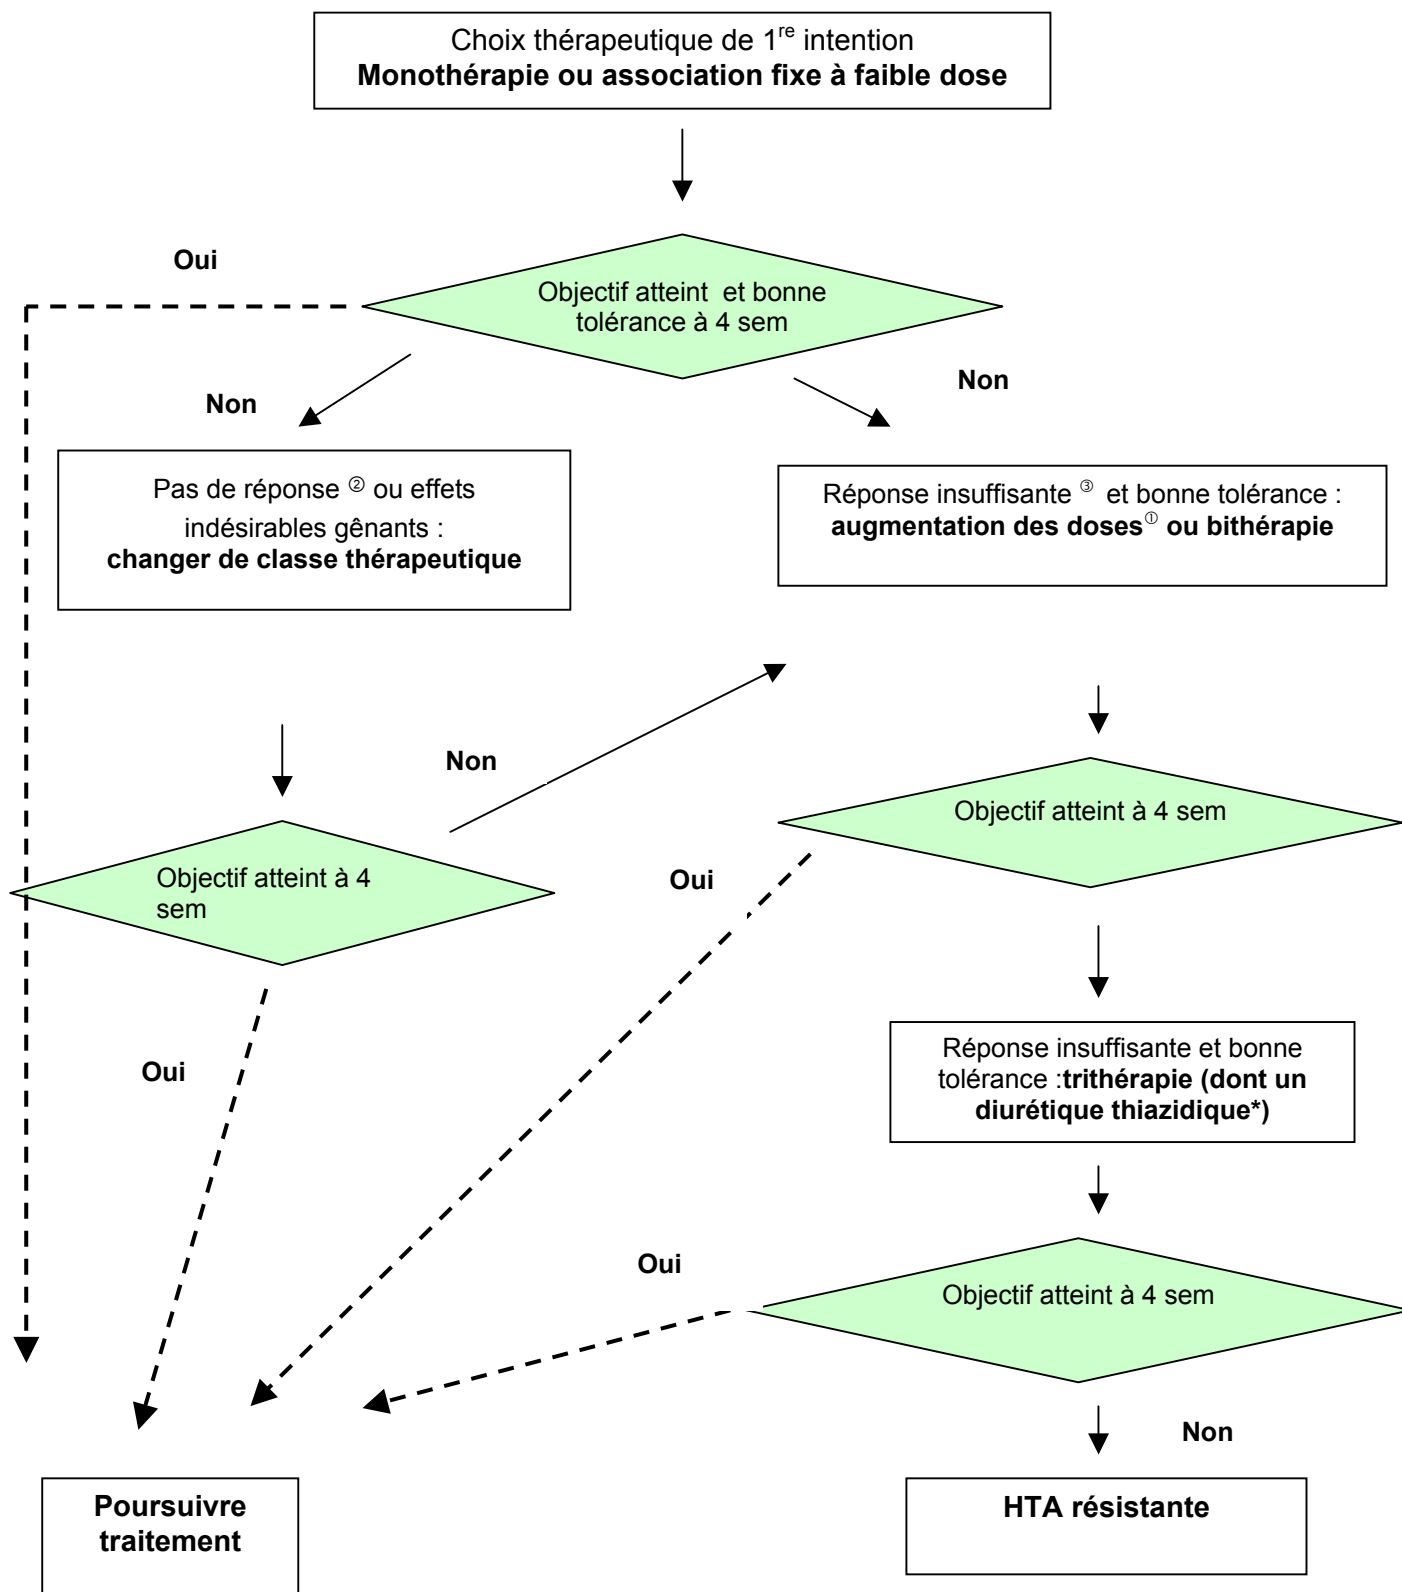 Choix thérapeutique de 1re intention
Monothérapie ou association fixe à faible dose
Oui
Objectif atteint et bonne
tolérance à 4 sem
Non
Non
Pas de réponse ② ou effets
indésirables gênants :
changer de classe thérapeutique
Réponse insuffisante ③ et bonne tolérance :
augmentation des doses① ou bithérapie
Non
Objectif atteint à 4 sem
Objectif atteint à 4
sem
Oui
Oui
Réponse insuffisante et bonne
tolérance :trithérapie (dont un
diurétique thiazidique*)
Oui
Objectif atteint à 4 sem
Non
Poursuivre
traitement
HTA résistante